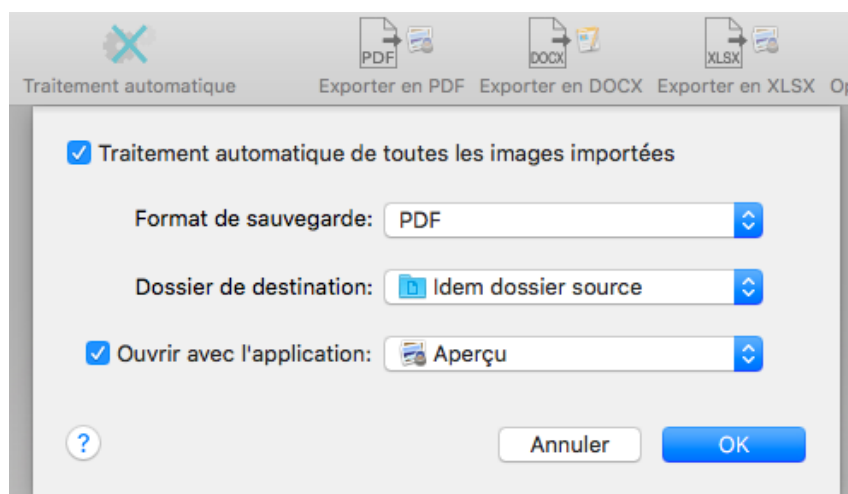 PDF DOCX XLSX
Traitement automatique Exporter en PDF Exporter en DOCX Exporter en XLSX
Traitement automatique de toutes les images importées
Format de sauvegarde: PDF
Dossier de destination: Idem dossier source
Ouvrir avec l'application: Aperçu
? Annuler OK